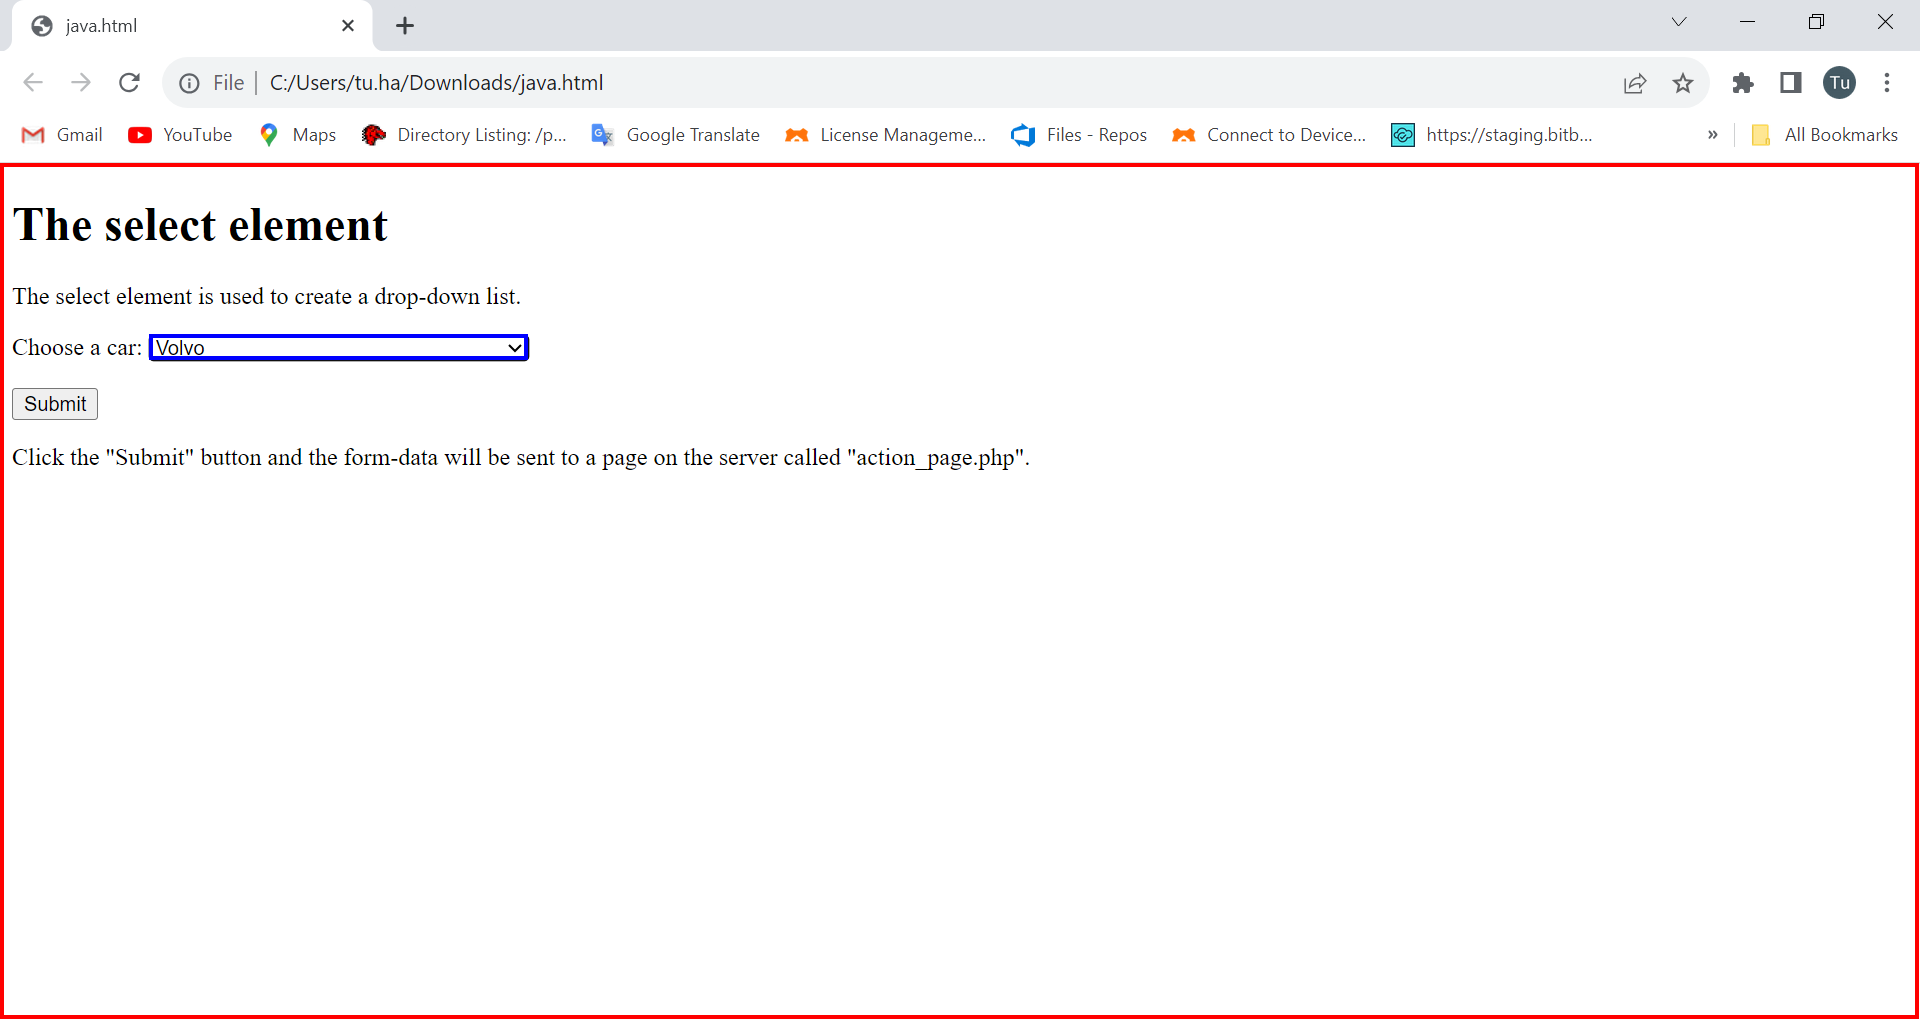 java.html
File C:/Users/tu.ha/Downloads/java.html Tu
Gmail YouTube Maps Directory Listing: /p... Google Translate License Manageme... Files - Repos Connect to Device... https://staging.bitb... » All Bookmarks
The select element
The select element is used to create a drop-down list.
Choose a car: Volvo
Submit
Click the "Submit" button and the form-data will be sent to a page on the server called "action_page.php".